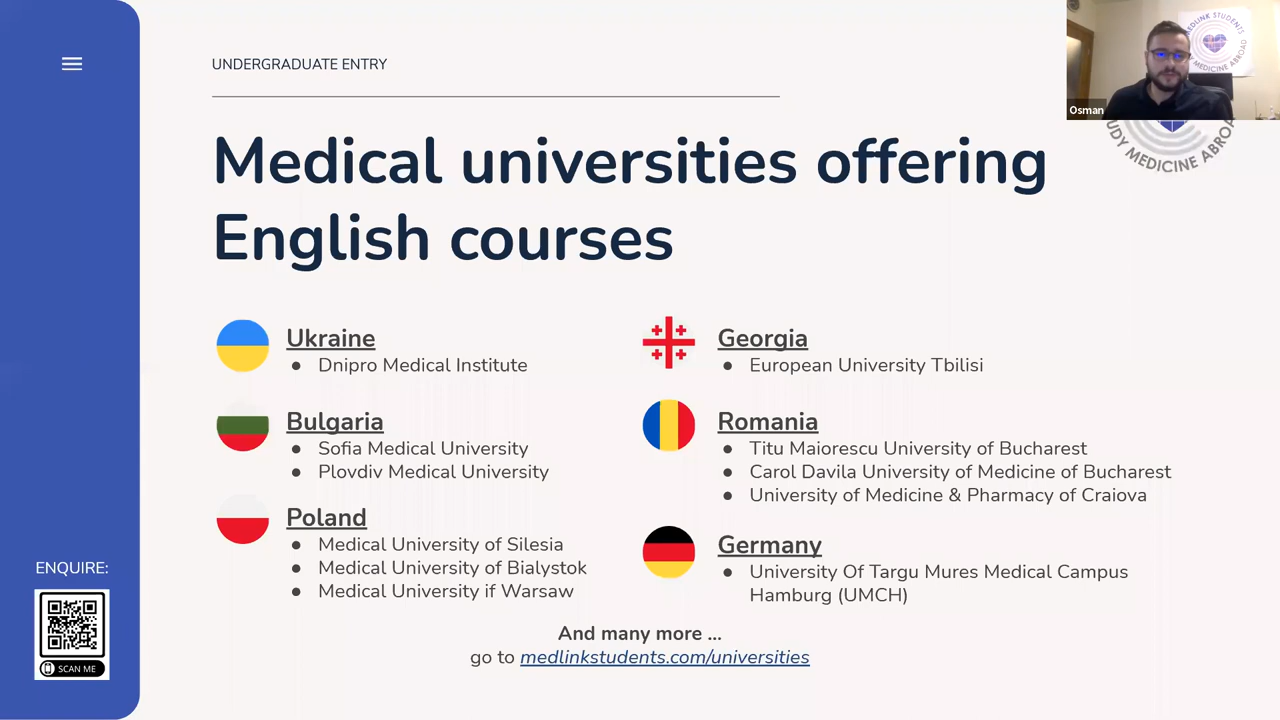 UNDERGRADUATE ENTRY
Medical universities offering
English courses
Ukraine
● Dnipro Medical Institute
Bulgaria
● Sofia Medical University
● Plovdiv Medical University
Poland
● Medical University of Silesia
● Medical University of Bialystok
● Medical University if Warsaw
Georgia
● European University Tbilisi
Romania
● Titu Maiorescu University of Bucharest
● Carol Davila University of Medicine of Bucharest
● University of Medicine & Pharmacy of Craiova
Germany
● University Of Targu Mures Medical Campus
Hamburg (UMCH)
And many more ...
go to medlinkstudents.com/universities
ENQUIRE:
SCAN ME
Osman
STUDENTS
MEDICINE ABROAD
MEDICINE